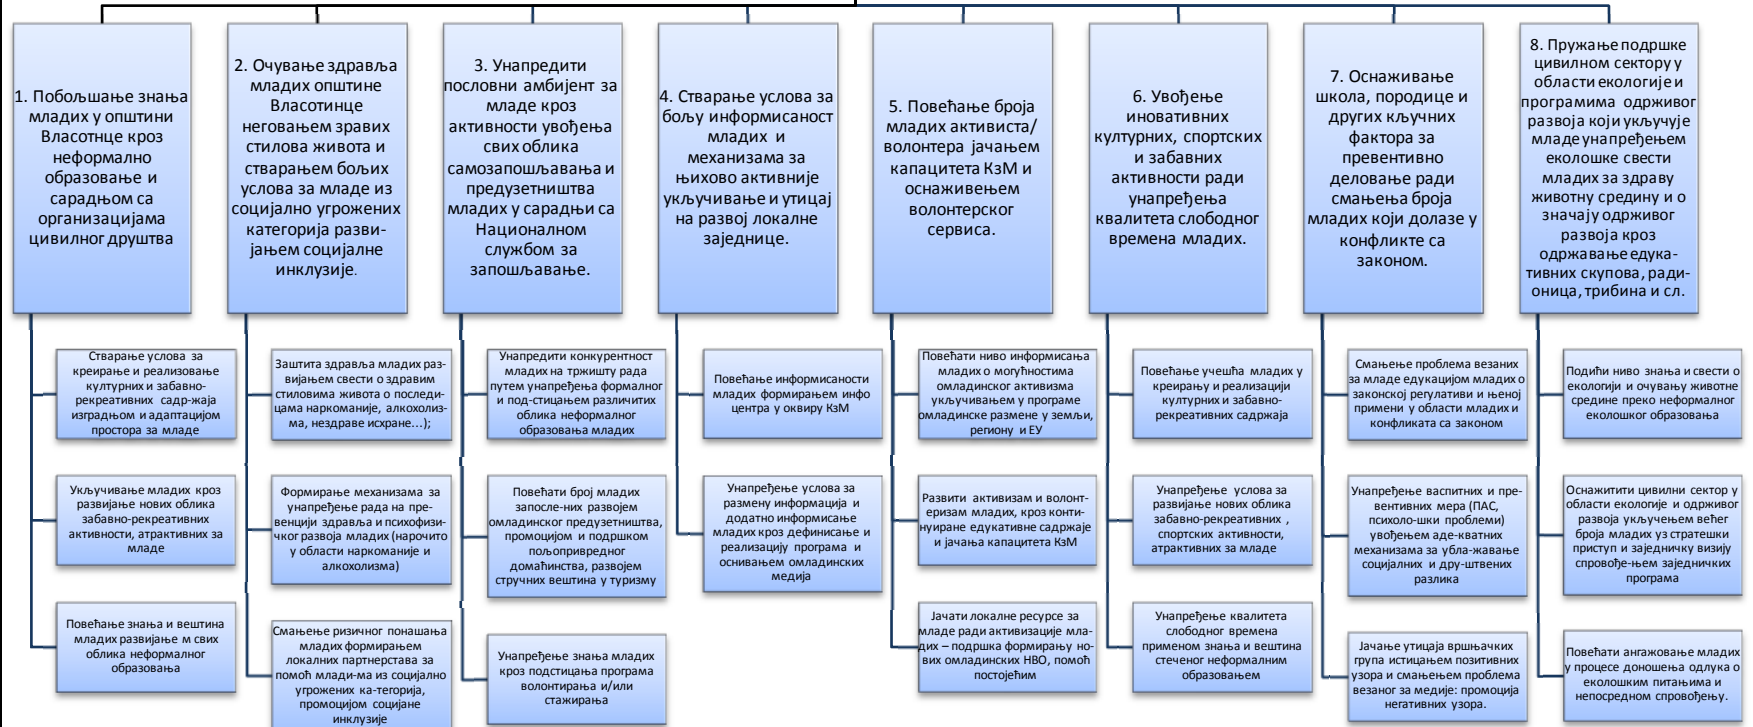 1. Побољшање знања
младих у општини
Власотнце кроз
неформално
образовање и
сарадњом са
организацијама
цивилног друштва
Стварање услова за
креирање и реализовање
културних и забавно-
рекреативних садр-жаја
изградњом и адаптацијом
простора за младе
Укључивање младих кроз
развијање нових облика
забавно-рекреативних
активности, атрактивних за
младе
Повећање знања и вештина
младих развијање м свих
облика неформалног
образовања
2. Очување здравља
младих општине
Власотинце
неговањем зравих
стилова живота и
стварањем бољих
услова за младе из
социјално угрожених
категорија разви-
јањем социјалне
инклузије.
Заштита здравља младих раз-
вијањем свести о здравим
стиловима живота о последи-
цама наркоманије, алкохолиз-
ма, нездраве исхране...);
Формирање механизама за
унапређење рада на пре-
венцији здравља и психофизи-
чког развоја младих (нарочито
у области наркоманије и
алкохолизма)
Смањење ризичног понашања
младих формирањем
локалних партнерстава за
помоћ млади-ма из социјално
угрожених ка-тегорија,
промоцијом социјане
инклузије
3. Унапредити
пословни амбијент за
младе кроз
активности увођења
свих облика
самозапошљавања и
предузетништва
младих у сарадњи са
Националном
службом за
запошљавање.
Унапредити конкурентност
младих на тржишту рада
путем унапређења формалног
и под-стицањем различитих
облика неформалног
образовања младих
Повећати број младих
запосле-них развојем
омладинског предузетништва,
промоцијом и подршком
пољопривредног
домаћинства, развојем
стручних вештина у туризму
Унапређење знања младих
кроз подстицања програма
волонтирања и/или
стажирања
4. Стварање услова за
бољу информисаност
младих и
механизама за
њихово активније
укључивање и утицај
на развој локалне
заједнице.
Повећање информисаности
младих формирањем инфо
центра у оквиру КзМ
Унапређење услова за
размену информација и
додатно информисање
младих кроз дефинисање и
реализацију програма и
оснивањем омладинских
медија
5. Повећање броја
младих активиста/
волонтера јачањем
капацитета КзМ и
оснаживењем
волонтерског
сервиса.
Повећати ниво информисања
младих о могућностима
омладинског активизма
укључивањем у програме
омладинске размене у земљи,
региону и ЕУ
Развити активизам и волонт-
еризам младих, кроз конти-
нуиране едукативне садржаје
и јачања капацитета КзМ
Јачати локалне ресурсе за
младе ради активизације мла-
дих – подршка формирању но-
вих омладинских НВО, помоћ
постојећим
6. Увођење
иновативних
културних, спортских
и забавних
активности ради
унапређења
квалитета слободног
времена младих.
Повећање учешћа младих у
креирању и реализацији
културних и забавно-
рекреативних садржаја
Унапређење услова за
развијање нових облика
забавно-рекреативних ,
спортских активности,
атрактивних за младе
Унапређење квалитета
слободног времена
применом знања и вештина
стеченог неформалним
образовањем
7. Оснаживање
школа, породице и
других кључних
фактора за
превентивно
деловање ради
смањења броја
младих који долазе у
конфликте са
законом.
Смањење проблема везаних
за младе едукацијом младих о
законској регулативи и њеној
примени у области младих и
конфликата са законом
Унапређење васпитних и пре-
вентивних мера (ПАС,
психоло-шки проблеми)
увођењем аде-кватних
механизама за убла-жавање
социјалних и дру-штвених
разлика
Јачање утицаја вршњачких
група истицањем позитивних
узора и смањењем проблема
везаног за медије: промоција
негативних узора.
8. Пружање подршке
цивилном сектору у
области екологије и
програмима одрживог
развоја који укључује
младе унапређењем
еколошке свести
младих за здраву
животну средину и о
значају одрживог
развоја кроз
одржавање едука-
тивних скупова, ради-
оница, трибина и сл.
Подићи ниво знања и свести о
екологији и очувању животне
средине преко неформалног
еколошког образовања
Оснажитити цивилни сектор у
области екологије и одрживог
развоја укључењем већег
број младих уз стратешки
приступ и заједничку визију
спровође-њем заједничких
програма
Повећати ангажовање младих
у процесе доношења одлука о
еколошким питањима и
непосредном спровођењу.